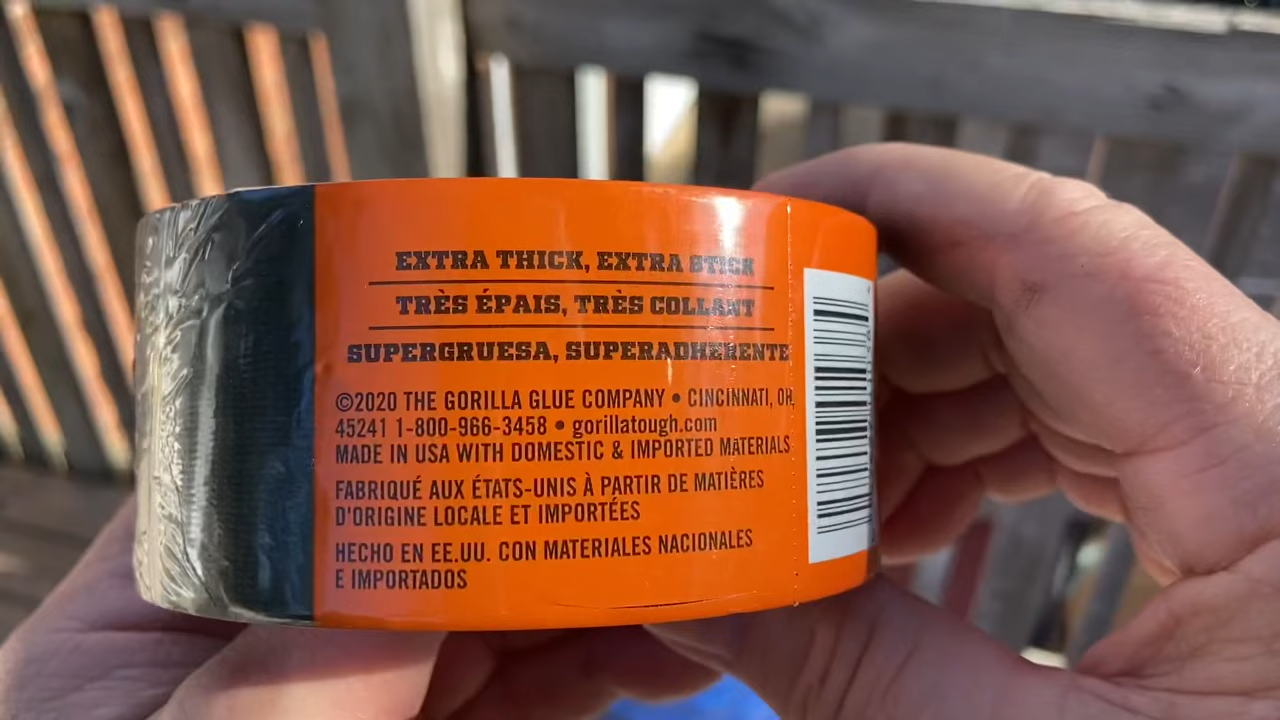 EXTRA THICK, EXTRA STICK
TRÈS ÉPAIS, TRÈS COLLANT
SUPERGRUESA, SUPERADHERENTE
©2020 THE GORILLA GLUE COMPANY • CINCINNATI, OH,
45241 1-800-966-3458 • gorillatough.com
MADE IN USA WITH DOMESTIC & IMPORTED MATERIALS
FABRIQUÉ AUX ÉTATS-UNIS À PARTIR DE MATIÈRES
D'ORIGINE LOCALE ET IMPORTÉES
HECHO EN EE.UU. CON MATERIALES NACIONALES
E IMPORTADOS